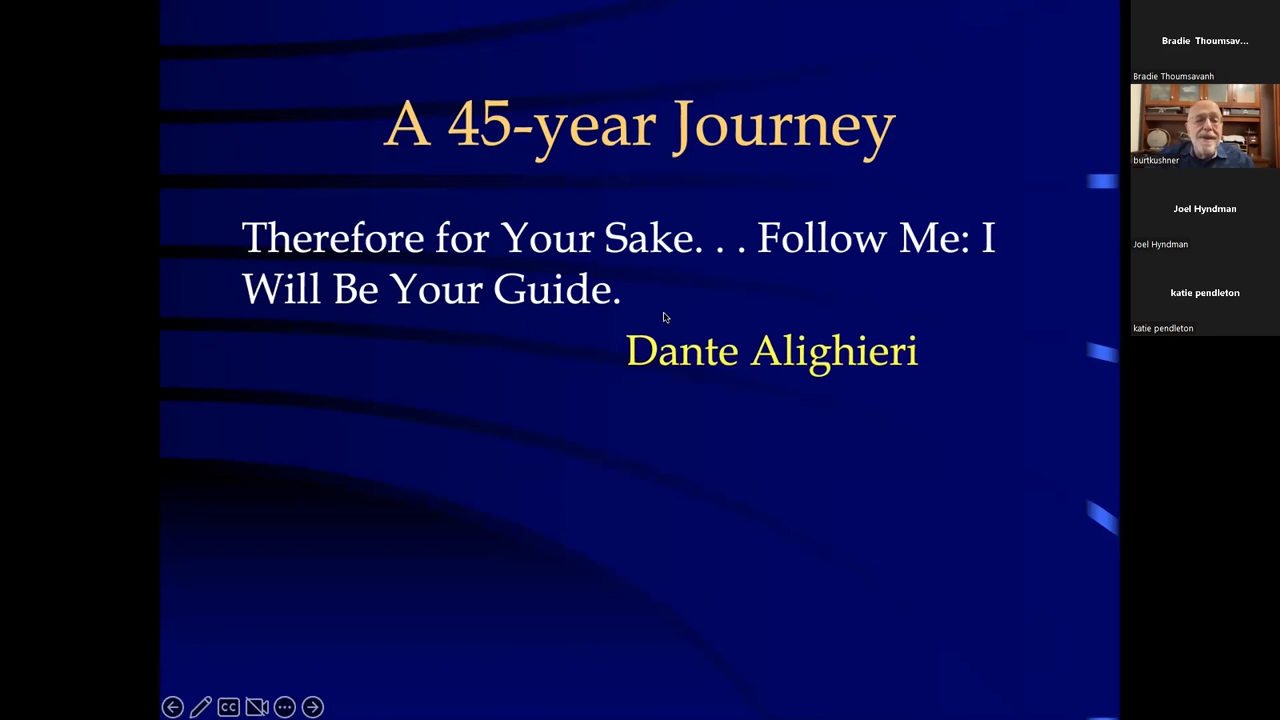 A 45-year Journey
Therefore for Your Sake. . . Follow Me: I
Will Be Your Guide.
Dante Alighieri
Bradie Thoumsav...
Bradie Thoumsavanh
burtkushner
Joel Hyndman
Joel Hyndman
katie pendleton
katie pendleton
CC